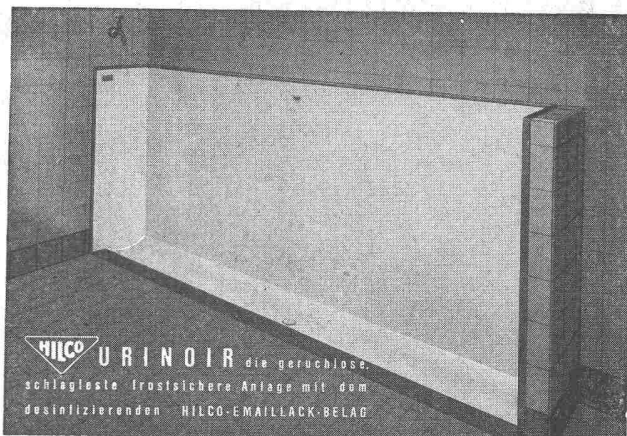 HILCO URINOIR die geruchlose,
schlagfeste frostsichere Anlage mit dem
desinfizierenden HILCO-EMAILLACK-BELAG